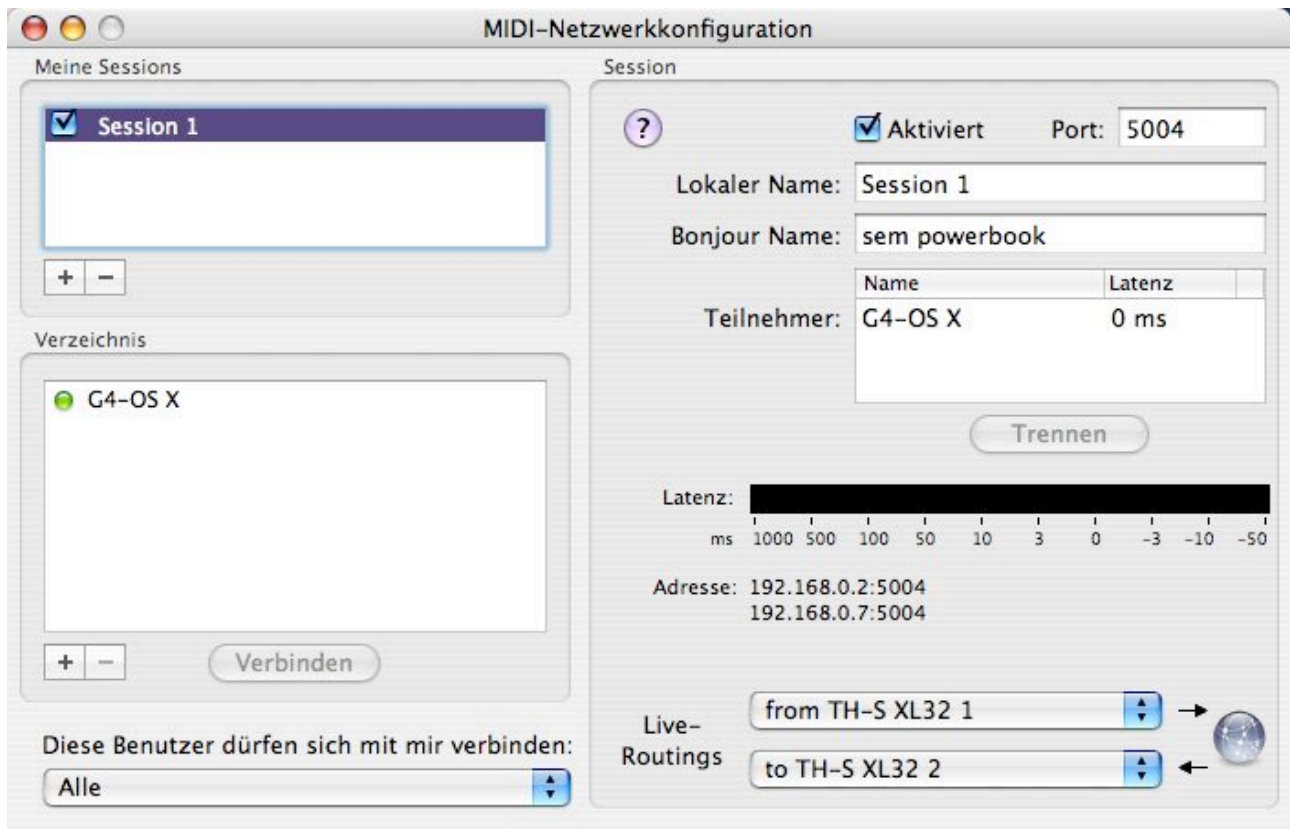 MIDI-Netzwerkkonfiguration
Meine Sessions
Session 1
+ −
Verzeichnis
G4-OS X
+ −
Verbinden
Diese Benutzer dürfen sich mit mir verbinden:
Alle
Session
? Aktiviert Port: 5004
Lokaler Name: Session 1
Bonjour Name: sem powerbook
Name Latenz
Teilnehmer: G4-OS X 0 ms
Trennen
Latenz:
ms 1000 500 100 50 10 3 0 -3 -10 -50
Adresse: 192.168.0.2:5004
192.168.0.7:5004
Live-
Routings
from TH-S XL32 1
to TH-S XL32 2